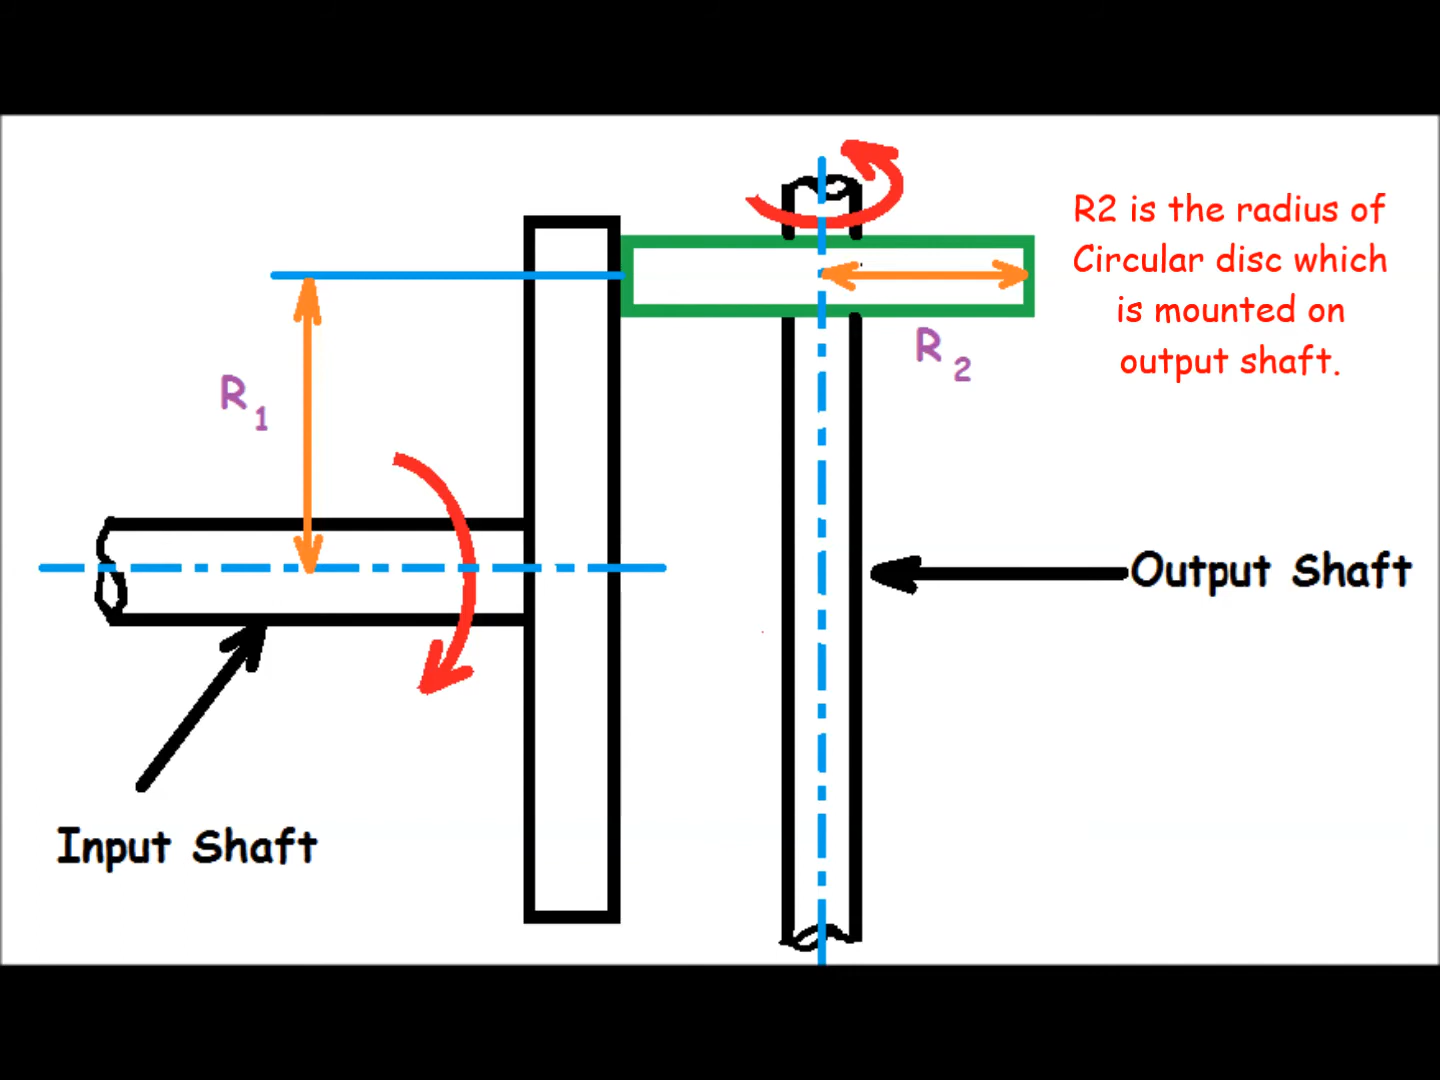 R2 is the radius of
Circular disc which
is mounted on
output shaft.
R1
R2
Output Shaft
Input Shaft